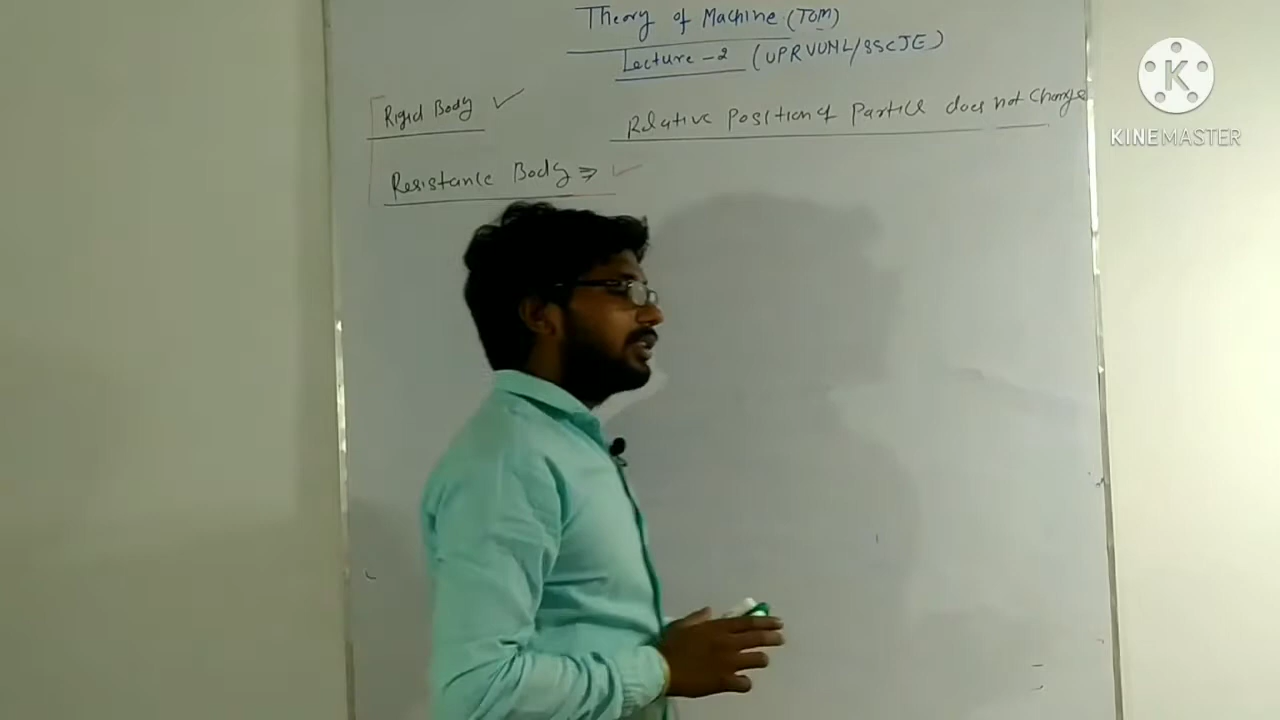 Theory of Machine (TOM)
Lecture-2 (UPRVUNL/SSCJE)
Rigid Body ✓
Relative position of Particle does not change
Resistance Body ⇒ ✓
K
KINEMASTER